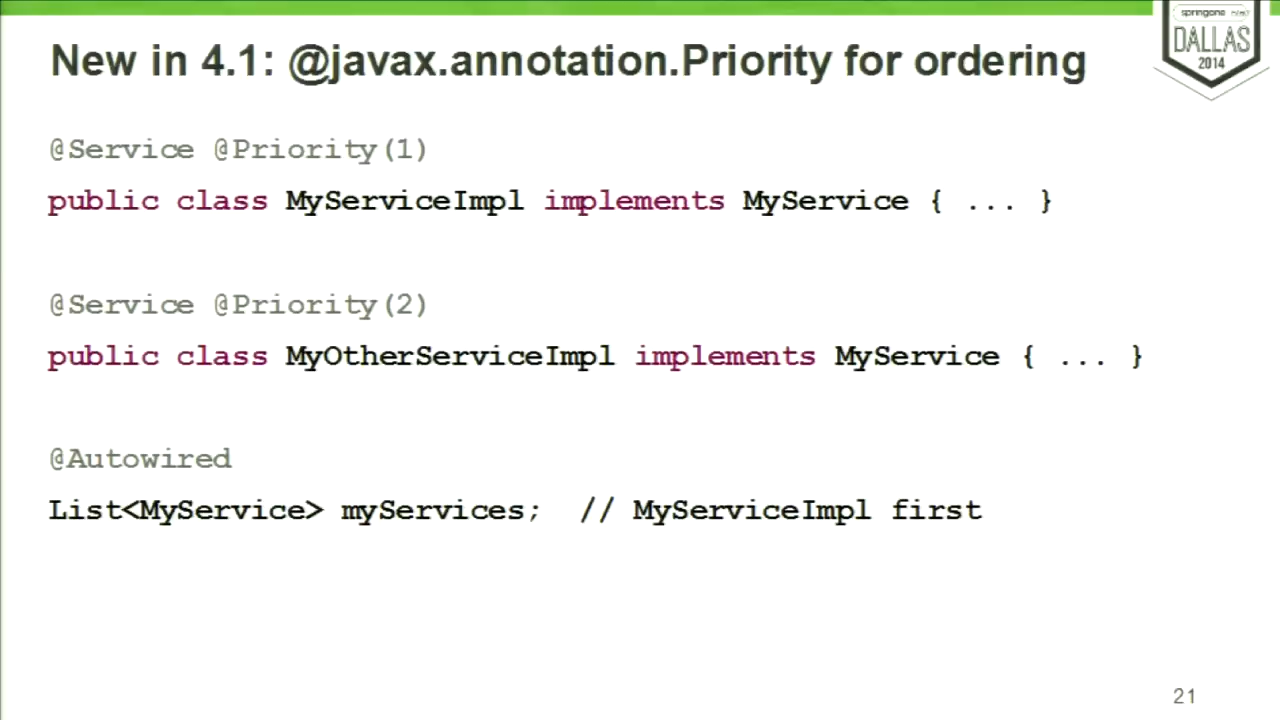 New in 4.1: @javax.annotation.Priority for ordering
springone
DALLAS
2014
@Service @Priority(1)
public class MyServiceImpl implements MyService { ... }
@Service @Priority(2)
public class MyOtherServiceImpl implements MyService { ... }
@Autowired
List<MyService> myServices;  // MyServiceImpl first
21